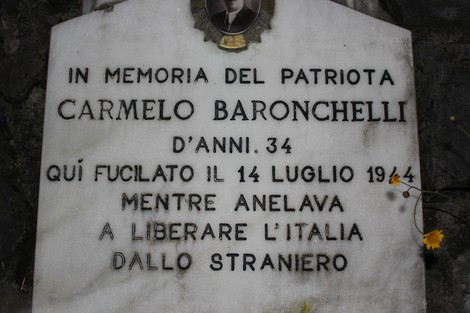 IN MEMORIA DEL PATRIOTA
CARMELO BARONCHELLI
D'ANNI. 34
QUÍ FUCILATO IL 14 LUGLIO 1944
MENTRE ANELAVA
A LIBERARE L'ITALIA
DALLO STRANIERO